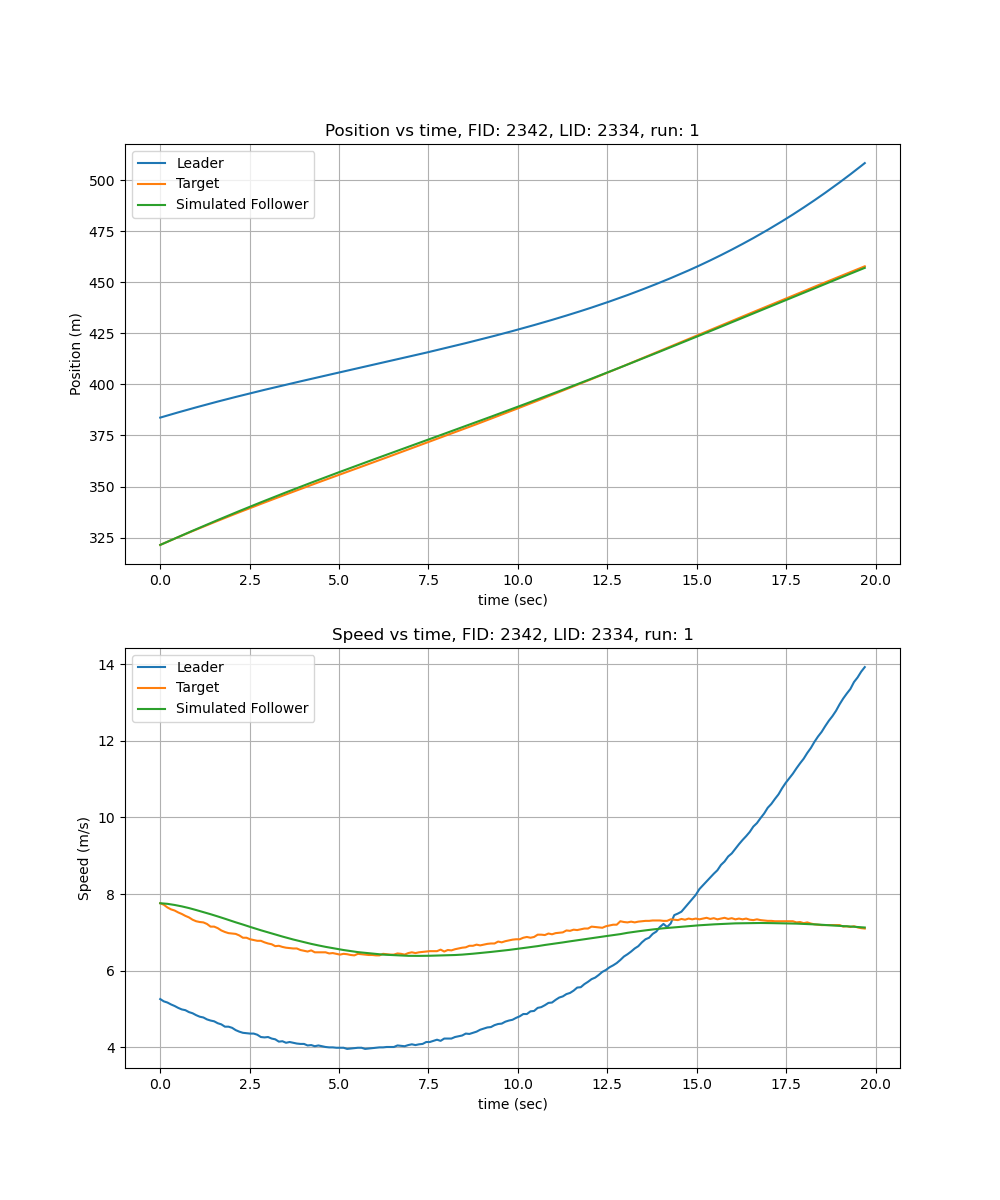 Position vs time, FID: 2342, LID: 2334, run: 1
Leader
Target
Simulated Follower
500
475
450
425
400
375
350
325
Position (m)
0.0 2.5 5.0 7.5 10.0 12.5 15.0 17.5 20.0
time (sec)
Speed vs time, FID: 2342, LID: 2334, run: 1
Leader
Target
Simulated Follower
14
12
10
8
6
4
Speed (m/s)
0.0 2.5 5.0 7.5 10.0 12.5 15.0 17.5 20.0
time (sec)